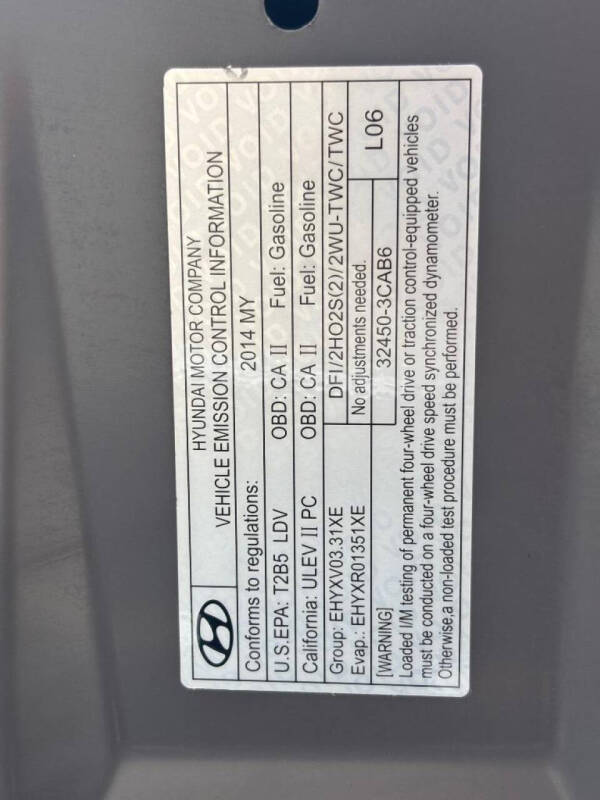 HYUNDAI MOTOR COMPANY
VEHICLE EMISSION CONTROL INFORMATION
Conforms to regulations: 2014 MY
U.S.EPA: T2B5 LDV OBD: CA II Fuel: Gasoline
California: ULEV II PC OBD: CA II Fuel: Gasoline
Group: EHYXV03.31XE DFI/2HO2S(2)/2WU-TWC/TWC
Evap.: EHYXR01351XE No adjustments needed.
32450-3CAB6 L06
[WARNING]
Loaded I/M testing of permanent four-wheel drive or traction control-equipped vehicles
must be conducted on a four-wheel drive speed synchronized dynamometer.
Otherwise,a non-loaded test procedure must be performed.
VOID VOID VOID